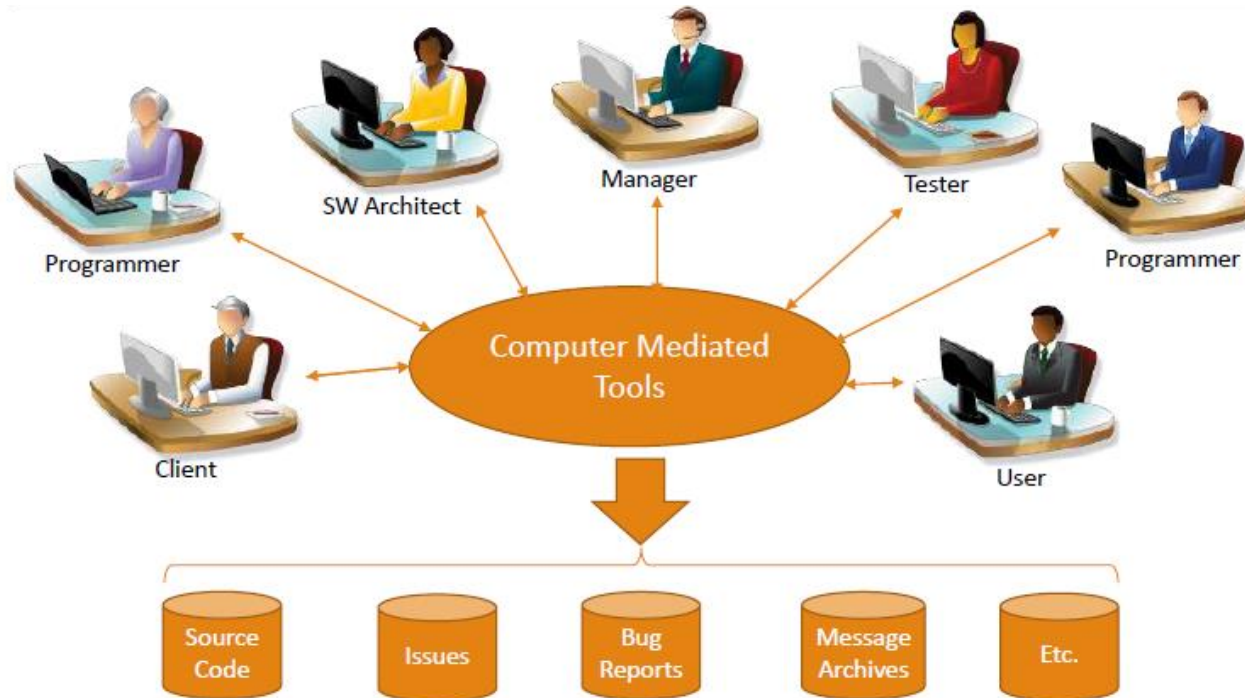 Manager
Tester
SW Architect
Programmer
Programmer
Computer Mediated
Tools
Client
User
Source
Code
Issues
Bug
Reports
Message
Archives
Etc.